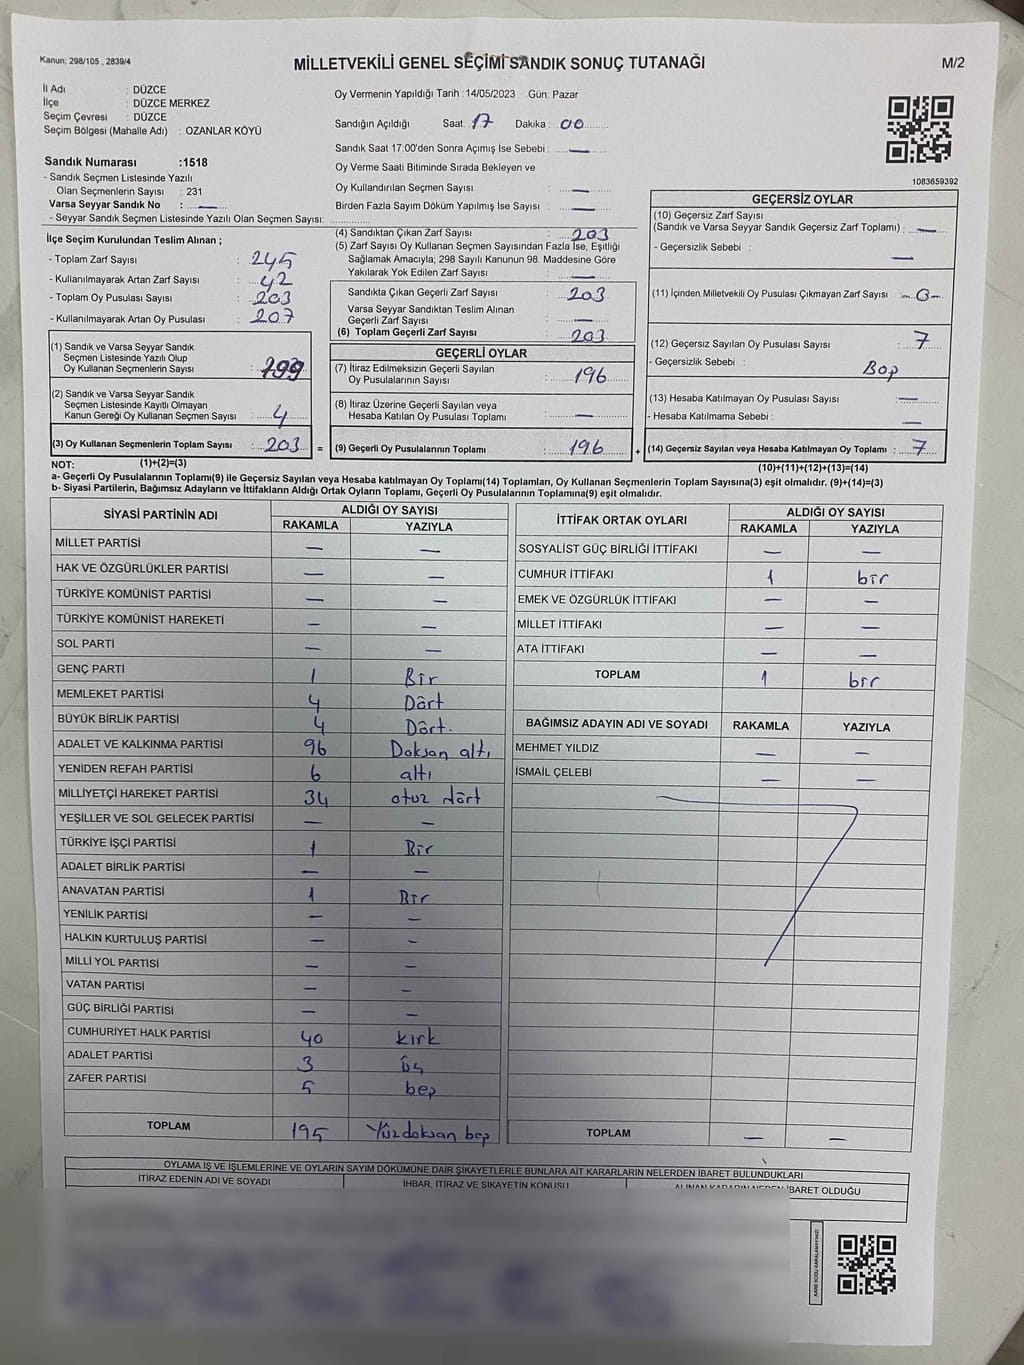 Kanun; 298/105 , 2839/4
MİLLETVEKİLİ GENEL SEÇİMİ SANDIK SONUÇ TUTANAĞI
M/2
İl Adı : DÜZCE
İlçe : DÜZCE MERKEZ
Seçim Çevresi : DÜZCE
Seçim Bölgesi (Mahalle Adı) : OZANLAR KÖYÜ
Sandık Numarası :1518
- Sandık Seçmen Listesinde Yazılı
Olan Seçmenlerin Sayısı : 231
Varsa Seyyar Sandık No : —
- Seyyar Sandık Seçmen Listesinde Yazılı Olan Seçmen Sayısı:
Oy Vermenin Yapıldığı Tarih :14/05/2023 Gün: Pazar
Sandığın Açıldığı Saat: 17 Dakika : 00
Sandık Saat 17:00'den Sonra Açımış İse Sebebi : —
Oy Verme Saati Bitiminde Sırada Bekleyen ve
Oy Kullandırılan Seçmen Sayısı : —
Birden Fazla Sayım Döküm Yapılmış İse Sayısı : —
1083659392
İlçe Seçim Kurulundan Teslim Alınan ;
- Toplam Zarf Sayısı : 245
- Kullanılmayarak Artan Zarf Sayısı : 42
- Toplam Oy Pusulası Sayısı : 203
- Kullanılmayarak Artan Oy Pusulası : 207
(1) Sandık ve Varsa Seyyar Sandık
Seçmen Listesinde Yazılı Olup
Oy Kullanan Seçmenlerin Sayısı : 199
(2) Sandık ve Varsa Seyyar Sandık
Seçmen Listesinde Kayıtlı Olmayan
Kanun Gereği Oy Kullanan Seçmen Sayısı : 4
(3) Oy Kullanan Seçmenlerin Toplam Sayısı : 203 =
(4) Sandıktan Çıkan Zarf Sayısı : 203
(5) Zarf Sayısı Oy Kullanan Seçmen Sayısından Fazla İse, Eşitliği
Sağlamak Amacıyla; 298 Sayılı Kanunun 98. Maddesine Göre
Yakılarak Yok Edilen Zarf Sayısı : —
Sandıkta Çıkan Geçerli Zarf Sayısı : 203
Varsa Seyyar Sandıktan Teslim Alınan
Geçerli Zarf Sayısı : —
(6) Toplam Geçerli Zarf Sayısı : 203
GEÇERLİ OYLAR
(7) İtiraz Edilmeksizin Geçerli Sayılan
Oy Pusulalarının Sayısı : 196
(8) İtiraz Üzerine Geçerli Sayılan veya
Hesaba Katılan Oy Pusulası Toplamı : —
(9) Geçerli Oy Pusulalarının Toplamı : 196 +
GEÇERSİZ OYLAR
(10) Geçersiz Zarf Sayısı
(Sandık ve Varsa Seyyar Sandık Geçersiz Zarf Toplamı) : —
- Geçersizlik Sebebi : —
(11) İçinden Milletvekili Oy Pusulası Çıkmayan Zarf Sayısı : -0-
(12) Geçersiz Sayılan Oy Pusulası Sayısı : 7
- Geçersizlik Sebebi : Boş
(13) Hesaba Katılmayan Oy Pusulası Sayısı : —
- Hesaba Katılmama Sebebi : —
(14) Geçersiz Sayılan veya Hesaba Katılmayan Oy Toplamı : 7
NOT: (1)+(2)=(3)
(10)+(11)+(12)+(13)=(14)
a- Geçerli Oy Pusulalarının Toplamı(9) ile Geçersiz Sayılan veya Hesaba katılmayan Oy Toplamı(14) Toplamları, Oy Kullanan Seçmenlerin Toplam Sayısına(3) eşit olmalıdır. (9)+(14)=(3)
b- Siyasi Partilerin, Bağımsız Adayların ve İttifakların Aldığı Ortak Oyların Toplamı, Geçerli Oy Pusulalarının Toplamına(9) eşit olmalıdır.
SİYASİ PARTİNİN ADI
ALDIĞI OY SAYISI
RAKAMLA YAZIYLA
MİLLET PARTİSİ — —
HAK VE ÖZGÜRLÜKLER PARTİSİ — —
TÜRKİYE KOMÜNİST PARTİSİ — —
TÜRKİYE KOMÜNİST HAREKETİ — —
SOL PARTİ — —
GENÇ PARTİ 1 Bir
MEMLEKET PARTİSİ 4 Dört
BÜYÜK BİRLİK PARTİSİ 4 Dört.
ADALET VE KALKINMA PARTİSİ 96 Doksan altı
YENİDEN REFAH PARTİSİ 6 altı
MİLLİYETÇİ HAREKET PARTİSİ 34 otuz dört
YEŞİLLER VE SOL GELECEK PARTİSİ — —
TÜRKİYE İŞÇİ PARTİSİ 1 Bir
ADALET BİRLİK PARTİSİ — —
ANAVATAN PARTİSİ 1 Bir
YENİLİK PARTİSİ — —
HALKIN KURTULUŞ PARTİSİ — -
MİLLİ YOL PARTİSİ — —
VATAN PARTİSİ — —
GÜÇ BİRLİĞİ PARTİSİ — —
CUMHURİYET HALK PARTİSİ 40 kırk
ADALET PARTİSİ 3 üç
ZAFER PARTİSİ 5 beş
TOPLAM 195 Yüzdoksan beş
İTTİFAK ORTAK OYLARI
ALDIĞI OY SAYISI
RAKAMLA YAZIYLA
SOSYALİST GÜÇ BİRLİĞİ İTTİFAKI — —
CUMHUR İTTİFAKI 1 bir
EMEK VE ÖZGÜRLÜK İTTİFAKI — —
MİLLET İTTİFAKI — —
ATA İTTİFAKI — —
TOPLAM 1 bir
BAĞIMSIZ ADAYIN ADI VE SOYADI RAKAMLA YAZIYLA
MEHMET YILDIZ — —
İSMAİL ÇELEBİ — —
TOPLAM — —
OYLAMA İŞ VE İŞLEMLERİNE VE OYLARIN SAYIM DÖKÜMÜNE DAİR ŞİKAYETLERLE BUNLARA AİT KARARLARIN NELERDEN İBARET BULUNDUKLARI
İTİRAZ EDENİN ADI VE SOYADI
İHBAR, İTİRAZ VE ŞİKAYETİN KONUSU
ALINAN KARARIN NEDEN İBARET OLDUĞU
KARE KODU KARALAMAYINIZ!